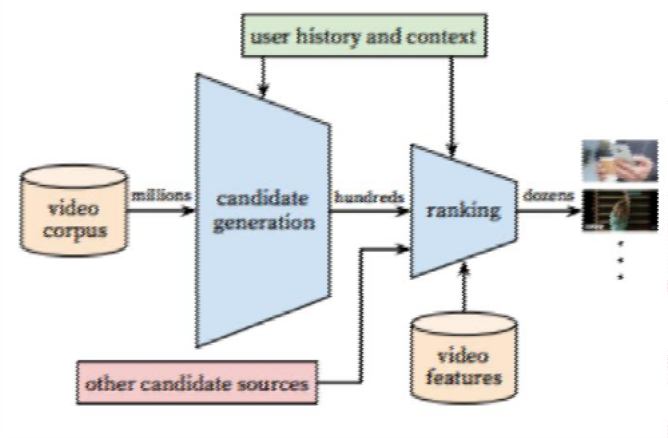 user history and context
millions
video
corpus
candidate
generation
hundreds
ranking
dozens
other candidate sources
video
features